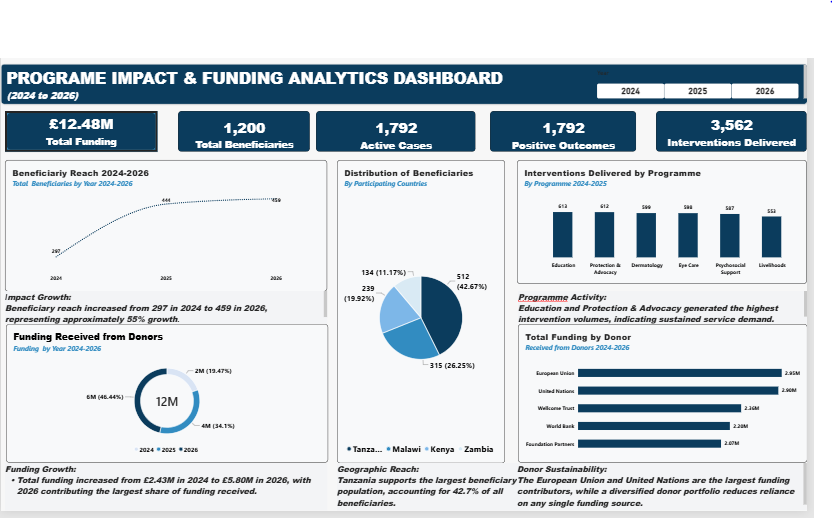 PROGRAME IMPACT & FUNDING ANALYTICS DASHBOARD
(2024 to 2026)
2024 2025 2026
£12.48M
Total Funding
1,200
Total Beneficiaries
1,792
Active Cases
1,792
Positive Outcomes
3,562
Interventions Delivered
Beneficiariy Reach 2024-2026
Total Beneficiaries by Year 2024-2026
297
444
459
2024 2025 2026
Impact Growth:
Beneficiary reach increased from 297 in 2024 to 459 in 2026,
representing approximately 55% growth.
Funding Received from Donors
Funding by Year 2024-2026
2M (19.47%)
6M (46.44%)
12M
4M (34.1%)
2024 2025 2026
Funding Growth:
• Total funding increased from £2.43M in 2024 to £5.80M in 2026, with
2026 contributing the largest share of funding received.
Distribution of Beneficiaries
By Participating Countries
134 (11.17%)
512
(42.67%)
239
(19.92%)
315 (26.25%)
Tanza... Malawi Kenya Zambia
Geographic Reach:
Tanzania supports the largest beneficiary
population, accounting for 42.7% of all
beneficiaries.
Interventions Delivered by Programme
By Programme 2024-2025
613 612 599 598 587 553
Education Protection & Advocacy Dermatology Eye Care Psychosocial Support Livelihoods
Programme Activity:
Education and Protection & Advocacy generated the highest
intervention volumes, indicating sustained service demand.
Total Funding by Donor
Received from Donors 2024-2026
European Union 2.95M
United Nations 2.90M
Wellcome Trust 2.36M
World Bank 2.20M
Foundation Partners 2.07M
Donor Sustainability:
The European Union and United Nations are the largest funding
contributors, while a diversified donor portfolio reduces reliance
on any single funding source.